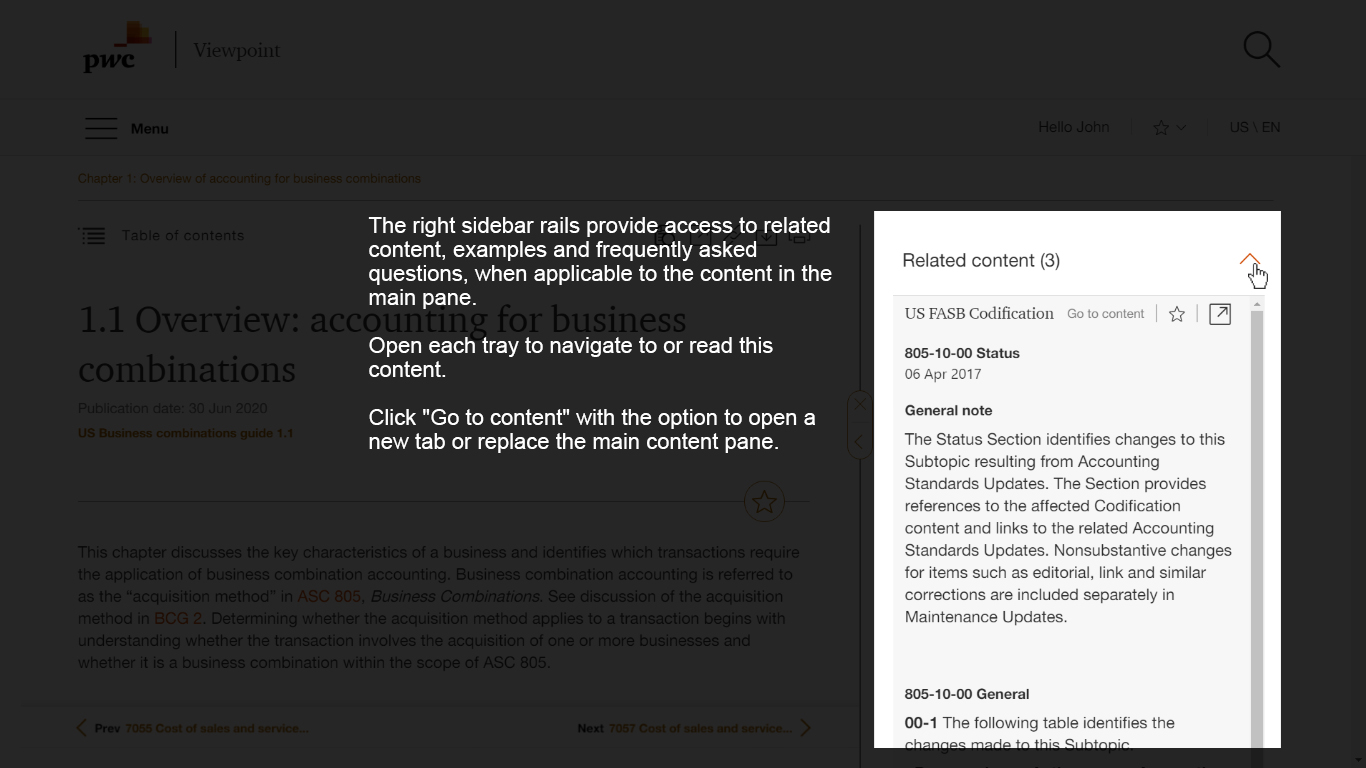 pwc
Viewpoint
Menu
Hello John
US \ EN
Chapter 1: Overview of accounting for business combinations
Table of contents
1.1 Overview: accounting for business
combinations
Publication date: 30 Jun 2020
US Business combinations guide 1.1
This chapter discusses the key characteristics of a business and identifies which transactions require
the application of business combination accounting. Business combination accounting is referred to
as the “acquisition method” in ASC 805, Business Combinations. See discussion of the acquisition
method in BCG 2. Determining whether the acquisition method applies to a transaction begins with
understanding whether the transaction involves the acquisition of one or more businesses and
whether it is a business combination within the scope of ASC 805.
Prev 7055 Cost of sales and service...
Next 7057 Cost of sales and service...
The right sidebar rails provide access to related
content, examples and frequently asked
questions, when applicable to the content in the
main pane.
Open each tray to navigate to or read this
content.
Click "Go to content" with the option to open a
new tab or replace the main content pane.
Related content (3)
US FASB Codification Go to content
805-10-00 Status
06 Apr 2017
General note
The Status Section identifies changes to this
Subtopic resulting from Accounting
Standards Updates. The Section provides
references to the affected Codification
content and links to the related Accounting
Standards Updates. Nonsubstantive changes
for items such as editorial, link and similar
corrections are included separately in
Maintenance Updates.
805-10-00 General
00-1 The following table identifies the
changes made to this Subtopic.